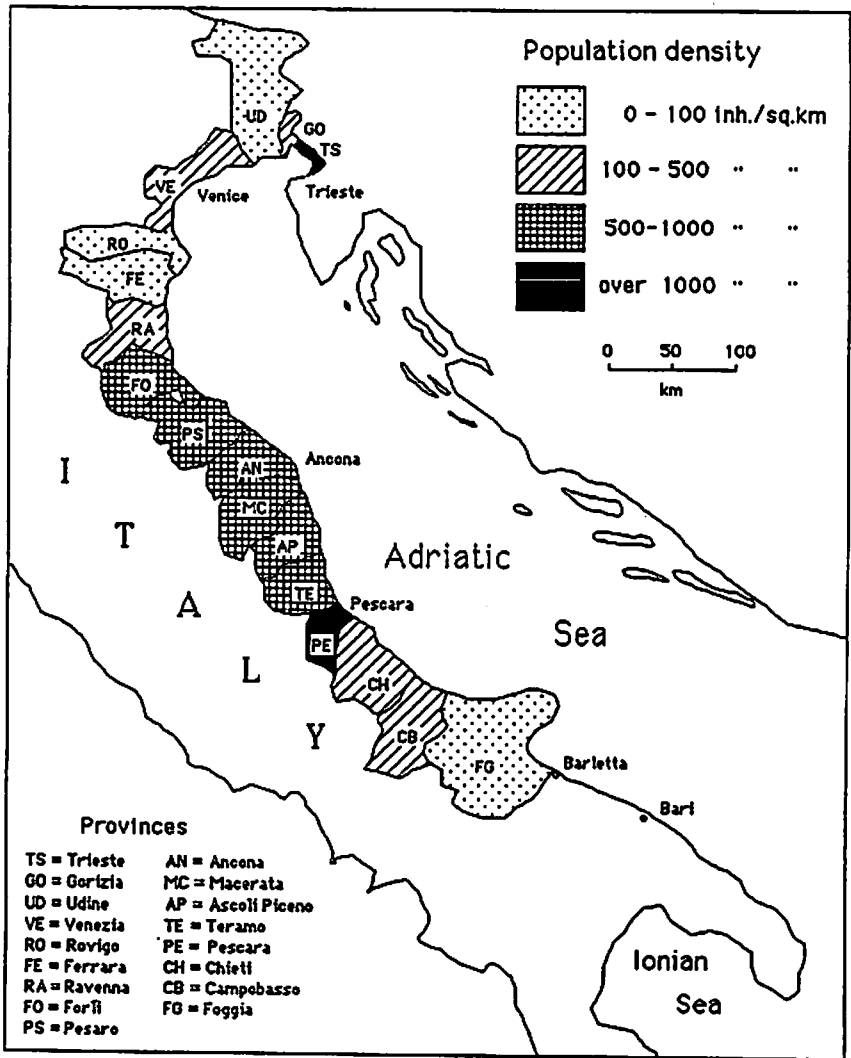 Population density
0 - 100 inh./sq.km
100 - 500 " "
500-1000 " "
over 1000 " "
0 50 100
km
UD
GO
TS
VE
Venice
Trieste
RO
FE
RA
FO
PS
AN
Ancona
MC
AP
TE
Pescara
PE
CH
CB
FG
Barletta
Bari
I
T
A
L
Y
Adriatic
Sea
Ionian
Sea
Provinces
TS = Trieste
GO = Gorizia
UD = Udine
VE = Venezia
RO = Rovigo
FE = Ferrara
RA = Ravenna
FO = Forlì
PS = Pesaro
AN = Ancona
MC = Macerata
AP = Ascoli Piceno
TE = Teramo
PE = Pescara
CH = Chieti
CB = Campobasso
FG = Foggia